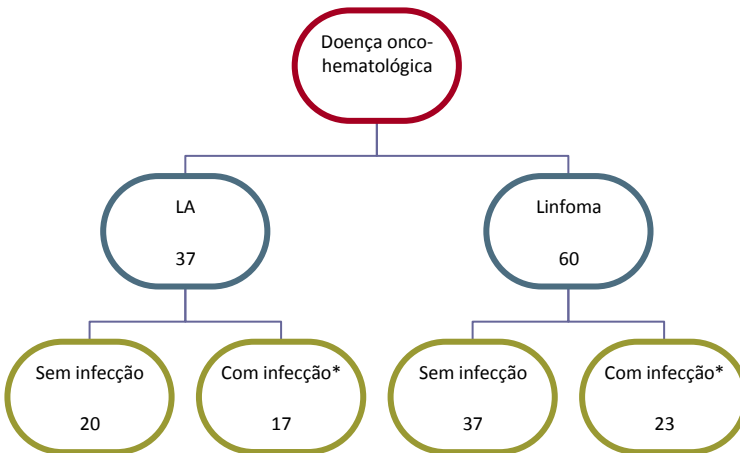 Doença onco-
hematológica
LA
37
Linfoma
60
Sem infecção
20
Com infecção*
17
Sem infecção
37
Com infecção*
23